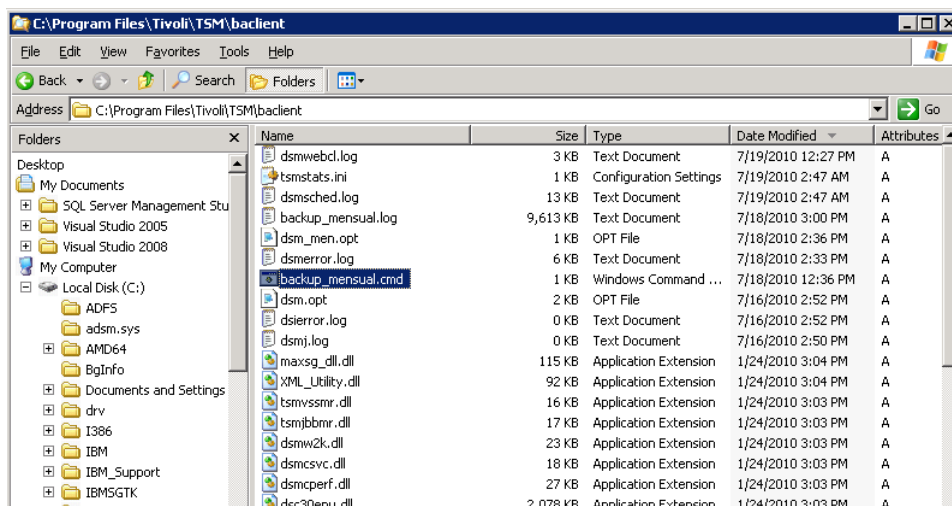 C:\Program Files\Tivoli\TSM\baclient
File Edit View Favorites Tools Help
Back Search Folders
Address C:\Program Files\Tivoli\TSM\baclient Go
Folders x Name Size Type Date Modified Attributes
Desktop
My Documents
SQL Server Management Stu
Visual Studio 2005
Visual Studio 2008
My Computer
Local Disk (C:)
ADFS
adsm.sys
AMD64
BgInfo
Documents and Settings
drv
I386
IBM
IBM_Support
IBMSGTK
dsmwebcl.log 3 KB Text Document 7/19/2010 12:27 PM A
tsmstats.ini 1 KB Configuration Settings 7/19/2010 2:47 AM A
dsmsched.log 13 KB Text Document 7/19/2010 2:47 AM A
backup_mensual.log 9,613 KB Text Document 7/18/2010 3:00 PM A
dsm_men.opt 1 KB OPT File 7/18/2010 2:36 PM A
dsmerror.log 6 KB Text Document 7/18/2010 2:33 PM A
backup_mensual.cmd 1 KB Windows Command ... 7/18/2010 12:36 PM A
dsm.opt 2 KB OPT File 7/16/2010 2:52 PM A
dsierror.log 0 KB Text Document 7/16/2010 2:52 PM A
dsmj.log 0 KB Text Document 7/16/2010 2:50 PM A
maxsg_dll.dll 115 KB Application Extension 1/24/2010 3:04 PM A
XML_Utility.dll 92 KB Application Extension 1/24/2010 3:04 PM A
tsmvssmr.dll 16 KB Application Extension 1/24/2010 3:03 PM A
tsmjbbmr.dll 17 KB Application Extension 1/24/2010 3:03 PM A
dsmw2k.dll 23 KB Application Extension 1/24/2010 3:03 PM A
dsmcsvc.dll 18 KB Application Extension 1/24/2010 3:03 PM A
dsmcperf.dll 27 KB Application Extension 1/24/2010 3:03 PM A
dsc30enu.dll 2,078 KB Application Extension 1/24/2010 3:03 PM A